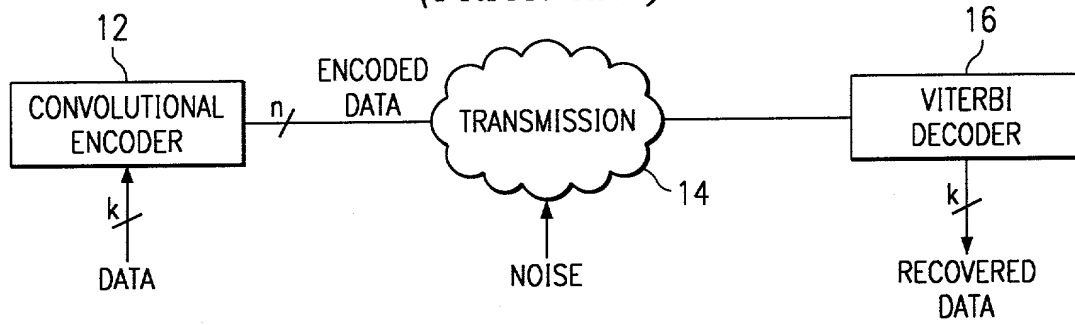 12
CONVOLUTIONAL
ENCODER
k
DATA
n
ENCODED
DATA
TRANSMISSION
14
NOISE
16
VITERBI
DECODER
k
RECOVERED
DATA